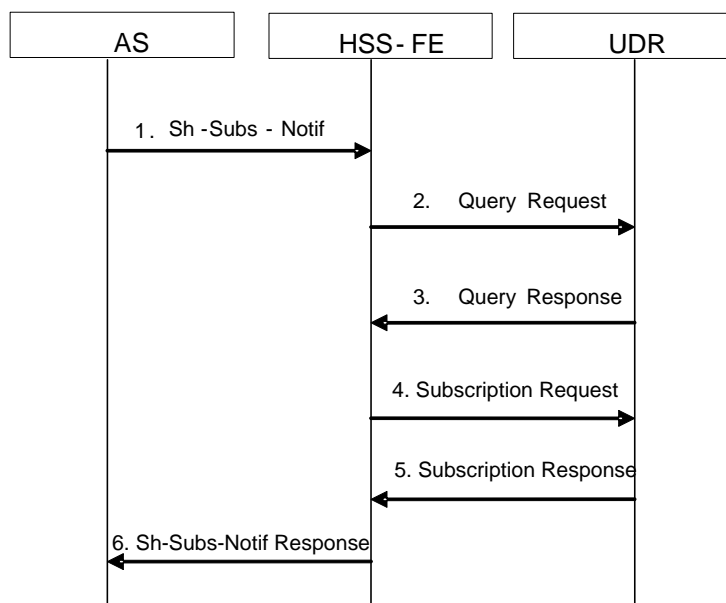 AS
HSS-FE
UDR
1. Sh -Subs - Notif
2. Query Request
3. Query Response
4. Subscription Request
5. Subscription Response
6. Sh-Subs-Notif Response